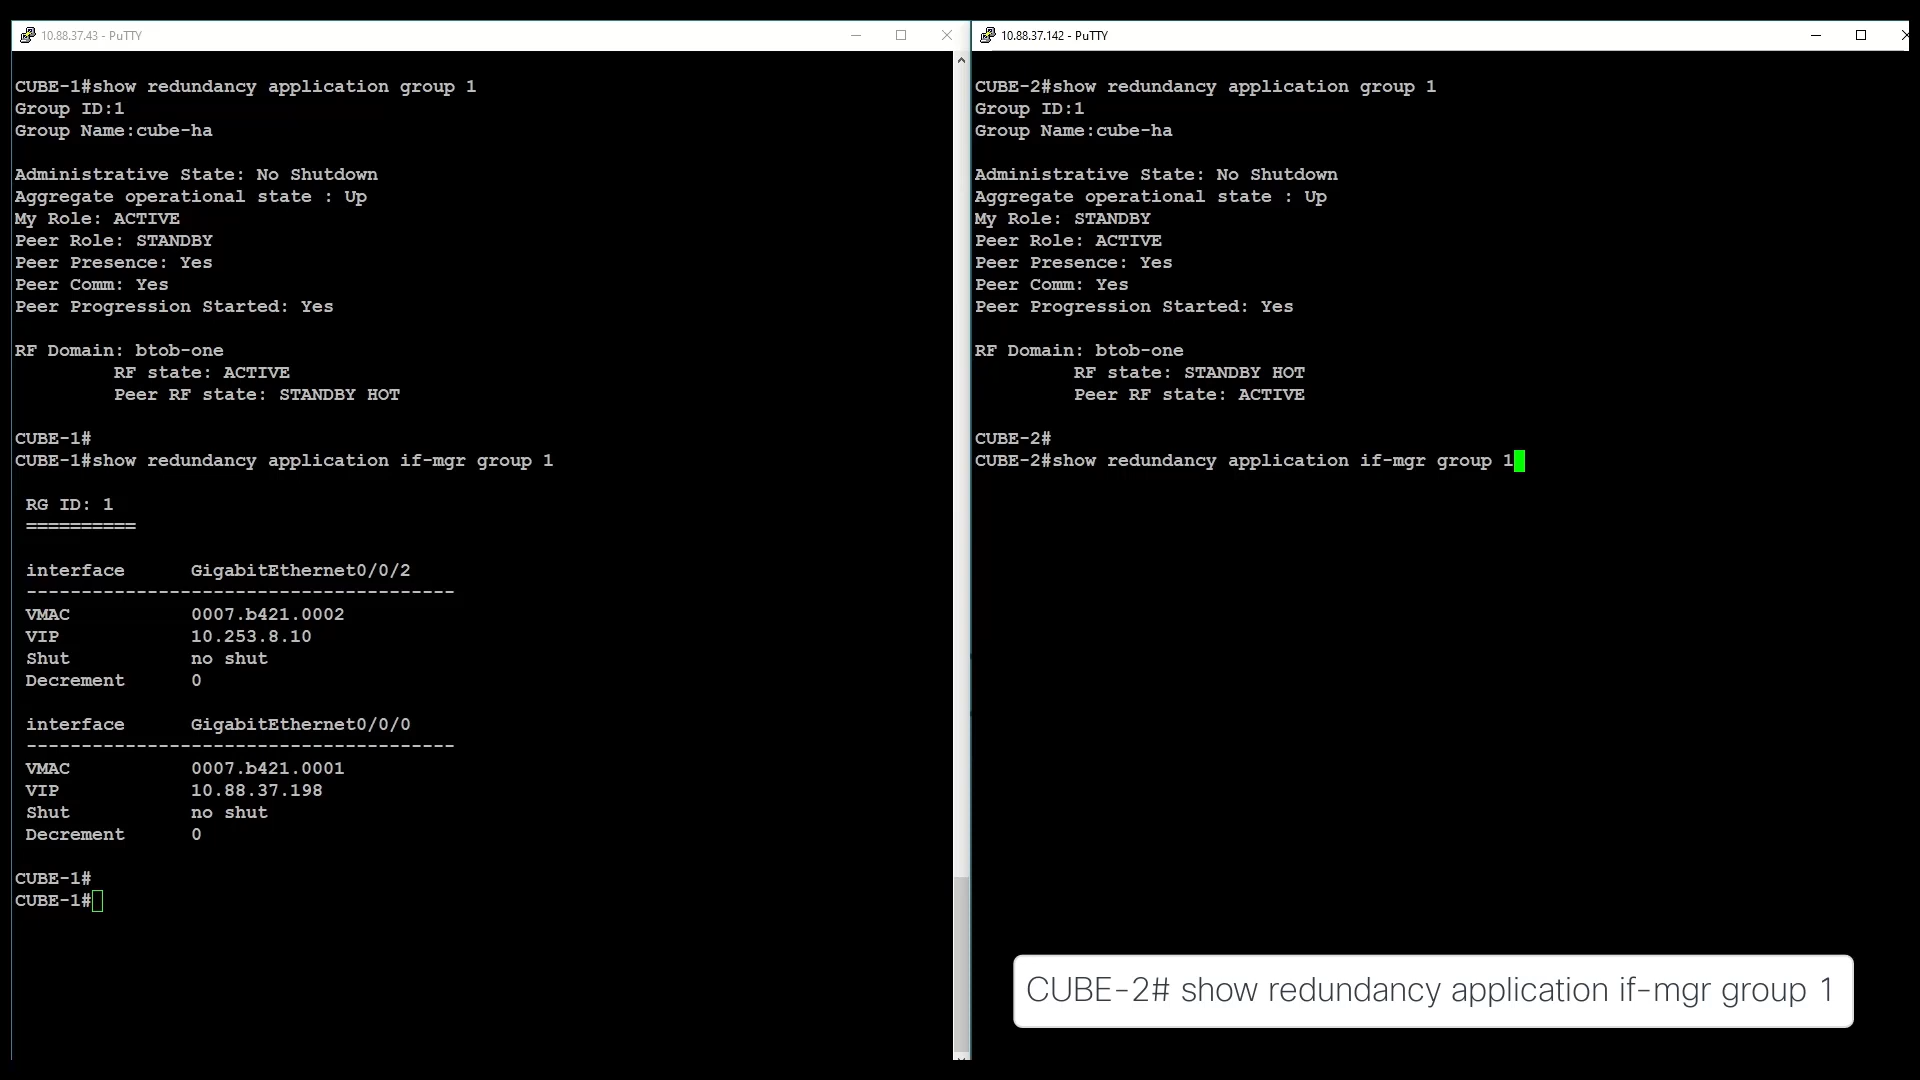 10.88.37.43 - PuTTY
CUBE-1#show redundancy application group 1
Group ID:1
Group Name:cube-ha
Administrative State: No Shutdown
Aggregate operational state : Up
My Role: ACTIVE
Peer Role: STANDBY
Peer Presence: Yes
Peer Comm: Yes
Peer Progression Started: Yes
RF Domain: btob-one
RF state: ACTIVE
Peer RF state: STANDBY HOT
CUBE-1#
CUBE-1#show redundancy application if-mgr group 1
RG ID: 1
==========
interface GigabitEthernet0/0/2
---------------------------------------
VMAC 0007.b421.0002
VIP 10.253.8.10
Shut no shut
Decrement 0
interface GigabitEthernet0/0/0
---------------------------------------
VMAC 0007.b421.0001
VIP 10.88.37.198
Shut no shut
Decrement 0
CUBE-1#
CUBE-1#
10.88.37.142 - PuTTY
CUBE-2#show redundancy application group 1
Group ID:1
Group Name:cube-ha
Administrative State: No Shutdown
Aggregate operational state : Up
My Role: STANDBY
Peer Role: ACTIVE
Peer Presence: Yes
Peer Comm: Yes
Peer Progression Started: Yes
RF Domain: btob-one
RF state: STANDBY HOT
Peer RF state: ACTIVE
CUBE-2#
CUBE-2#show redundancy application if-mgr group 1
CUBE-2# show redundancy application if-mgr group 1